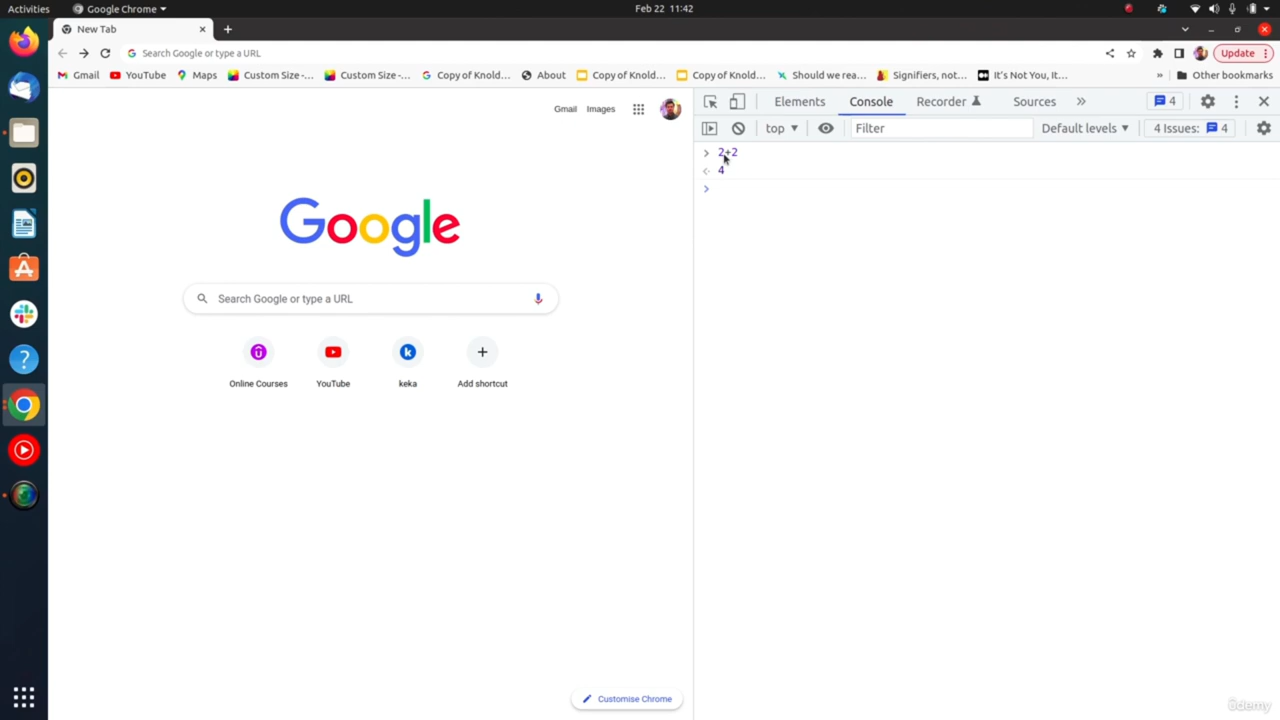 Activities Google Chrome Feb 22 11:42
New Tab
Search Google or type a URL Update
Gmail YouTube Maps Custom Size -... Custom Size -... Copy of Knold... About Copy of Knold... Copy of Knold... Should we rea... Signifiers, not... It's Not You, It... » Other bookmarks
Gmail Images
Elements Console Recorder Sources » 4
top Filter Default levels 4 Issues: 4
> 2+2
4
>
Google
Search Google or type a URL
Online Courses YouTube keka Add shortcut
Customise Chrome
ûdemy